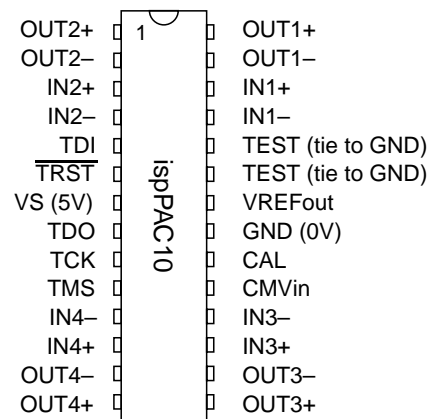 OUT2+ 1 OUT1+
OUT2– OUT1–
IN2+ IN1+
IN2– IN1–
TDI TEST (tie to GND)
TRST TEST (tie to GND)
VS (5V) VREFout
TDO GND (0V)
TCK CAL
TMS CMVin
IN4– IN3–
IN4+ IN3+
OUT4– OUT3–
OUT4+ OUT3+
ispPAC10